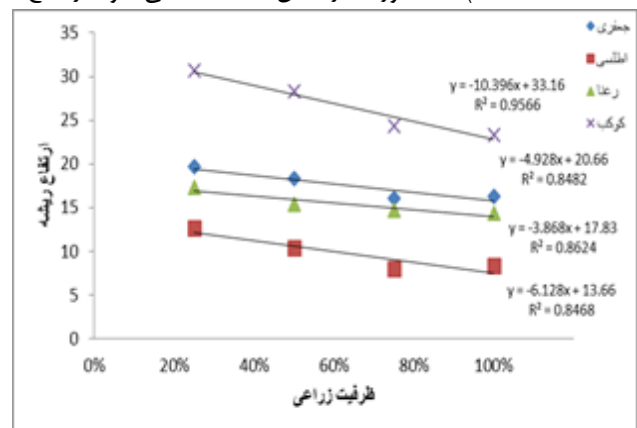 جعفری
اطلسی
رعنا
کوکب
35
30
25
20
15
10
5
0
ارتفاع ریشه
y = -10.396x + 33.16
R² = 0.9566
y = -4.928x + 20.66
R² = 0.8482
y = -3.868x + 17.83
R² = 0.8624
y = -6.128x + 13.66
R² = 0.8468
0% 20% 40% 60% 80% 100%
ظرفیت زراعی